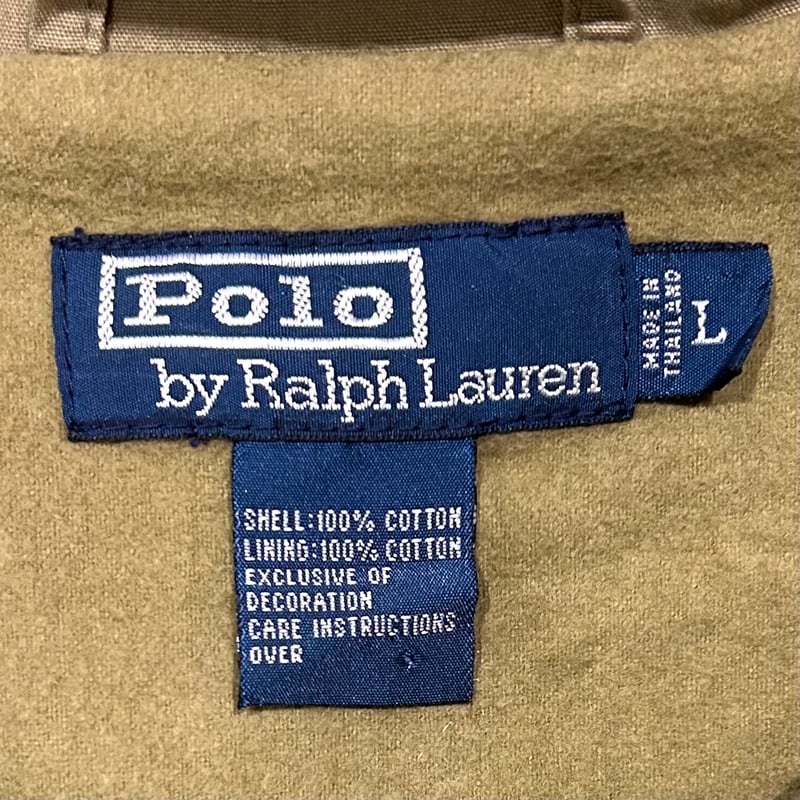 Polo
by Ralph Lauren
MADE IN
THAILAND
L
SHELL:100% COTTON
LINING:100% COTTON
EXCLUSIVE OF
DECORATION
CARE INSTRUCTIONS
OVER